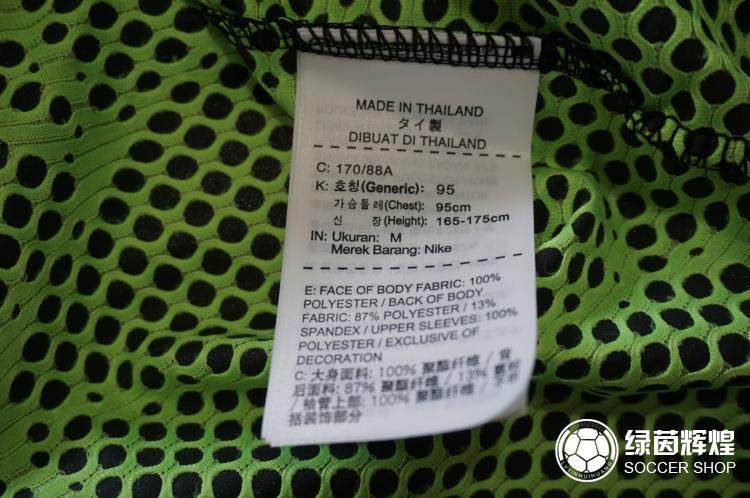 MADE IN THAILAND
タイ製
DIBUAT DI THAILAND
C: 170/88A
K: 호칭(Generic): 95
가슴둘레(Chest): 95cm
신 장(Height): 165-175cm
IN: Ukuran: M
Merek Barang: Nike
E: FACE OF BODY FABRIC: 100%
POLYESTER / BACK OF BODY
FABRIC: 87% POLYESTER / 13%
SPANDEX / UPPER SLEEVES: 100%
POLYESTER / EXCLUSIVE OF
DECORATION
C: 大身面料: 100% 聚酯纤维 / 背
后面料: 87% 聚酯纤维 / 13% 氨纶
/ 袖管上部: 100% 聚酯纤维 / 不包
括装饰部分
绿茵辉煌
SOCCER SHOP